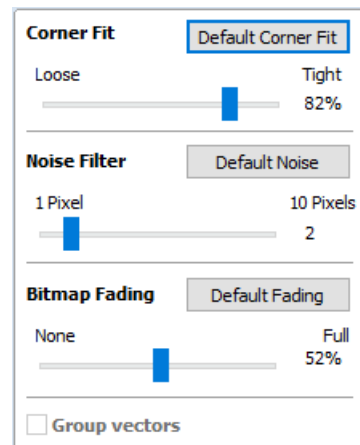 Corner Fit Default Corner Fit
Loose Tight
82%
Noise Filter Default Noise
1 Pixel 10 Pixels
2
Bitmap Fading Default Fading
None Full
52%
Group vectors